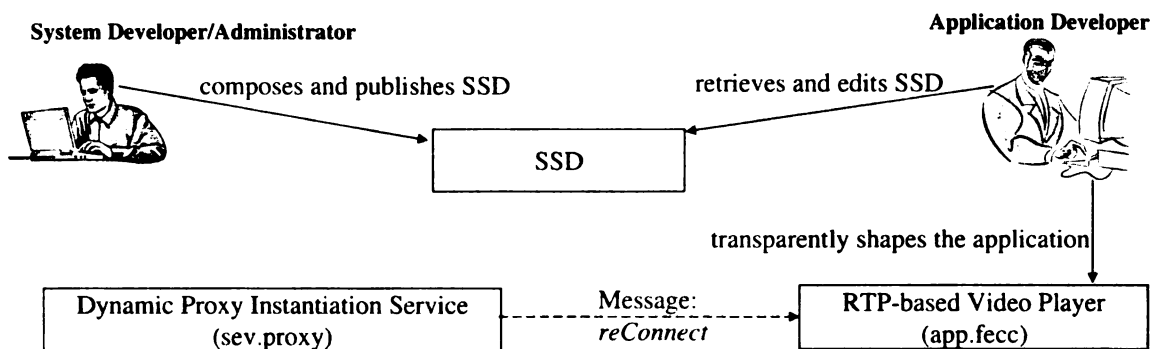 System Developer/Administrator
Application Developer
composes and publishes SSD
retrieves and edits SSD
SSD
transparently shapes the application
Dynamic Proxy Instantiation Service
(sev.proxy)
Message:
reConnect
RTP-based Video Player
(app.fecc)